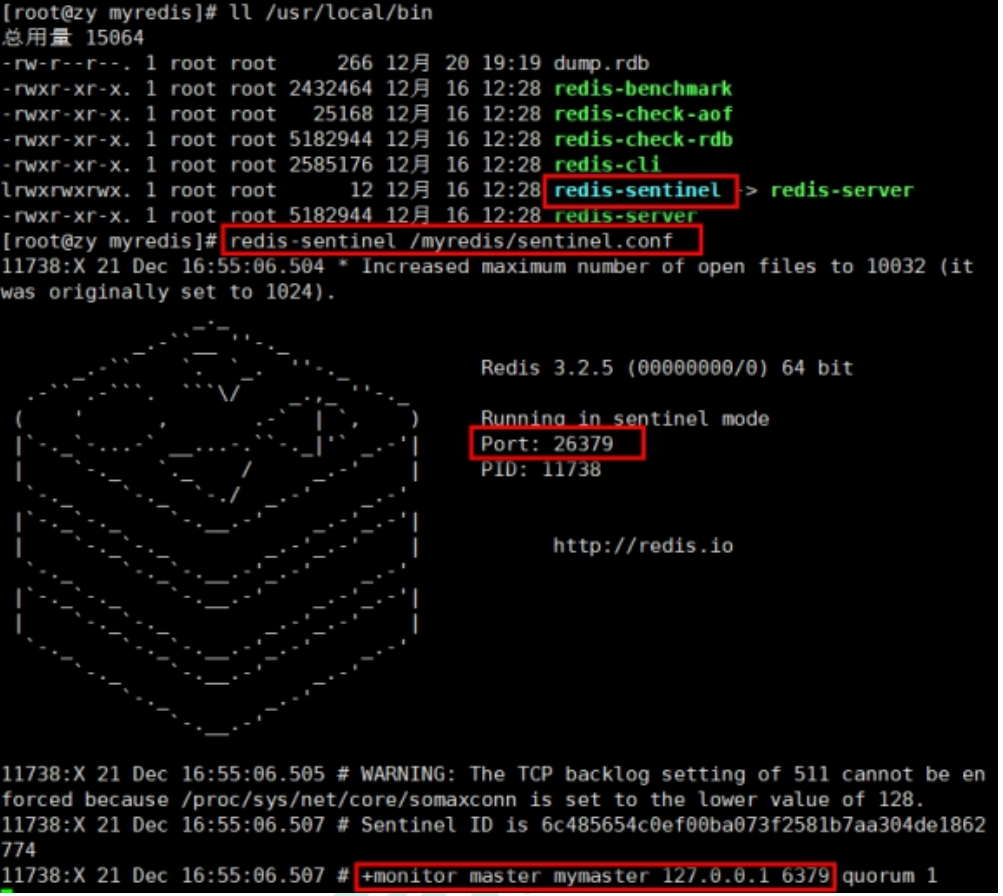 [root@zy myredis]# ll /usr/local/bin
总用量 15064
-rw-r--r--. 1 root root     266 12月 20 19:19 dump.rdb
-rwxr-xr-x. 1 root root 2432464 12月 16 12:28 redis-benchmark
-rwxr-xr-x. 1 root root   25168 12月 16 12:28 redis-check-aof
-rwxr-xr-x. 1 root root 5182944 12月 16 12:28 redis-check-rdb
-rwxr-xr-x. 1 root root 2585176 12月 16 12:28 redis-cli
lrwxrwxrwx. 1 root root      12 12月 16 12:28 redis-sentinel -> redis-server
-rwxr-xr-x. 1 root root 5182944 12月 16 12:28 redis-server
[root@zy myredis]# redis-sentinel /myredis/sentinel.conf
11738:X 21 Dec 16:55:06.504 * Increased maximum number of open files to 10032 (it
was originally set to 1024).
Redis 3.2.5 (00000000/0) 64 bit
Running in sentinel mode
Port: 26379
PID: 11738
http://redis.io
11738:X 21 Dec 16:55:06.505 # WARNING: The TCP backlog setting of 511 cannot be en
forced because /proc/sys/net/core/somaxconn is set to the lower value of 128.
11738:X 21 Dec 16:55:06.507 # Sentinel ID is 6c485654c0ef00ba073f2581b7aa304de1862
774
11738:X 21 Dec 16:55:06.507 # +monitor master mymaster 127.0.0.1 6379 quorum 1